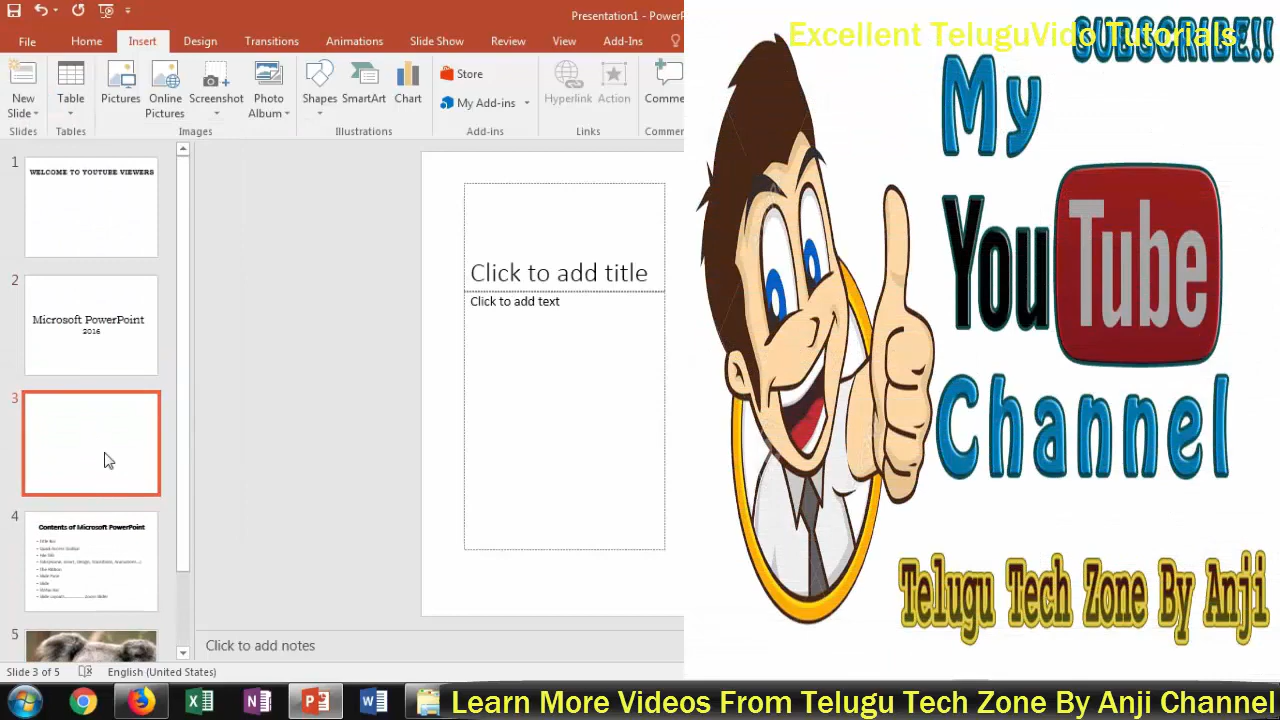 Presentation1 - PowerP
File
Home
Insert
Design
Transitions
Animations
Slide Show
Review
View
Add-Ins
New Slide
Table
Pictures
Online Pictures
Screenshot
Photo Album
Shapes
SmartArt
Chart
Store
My Add-ins
Hyperlink
Action
Comme
Slides
Tables
Images
Illustrations
Add-ins
Links
Commen
1
WELCOME TO YOUTUBE VIEWERS
2
Microsoft PowerPoint
2016
3
4
Contents of Microsoft PowerPoint
5
Click to add title
Click to add text
Click to add notes
Slide 3 of 5
English (United States)
Excellent TeluguVido Tutorials
SUBSCRIBE!!
My
YouTube
Channel
Telugu Tech Zone By Anji
Learn More Videos From Telugu Tech Zone By Anji Channel